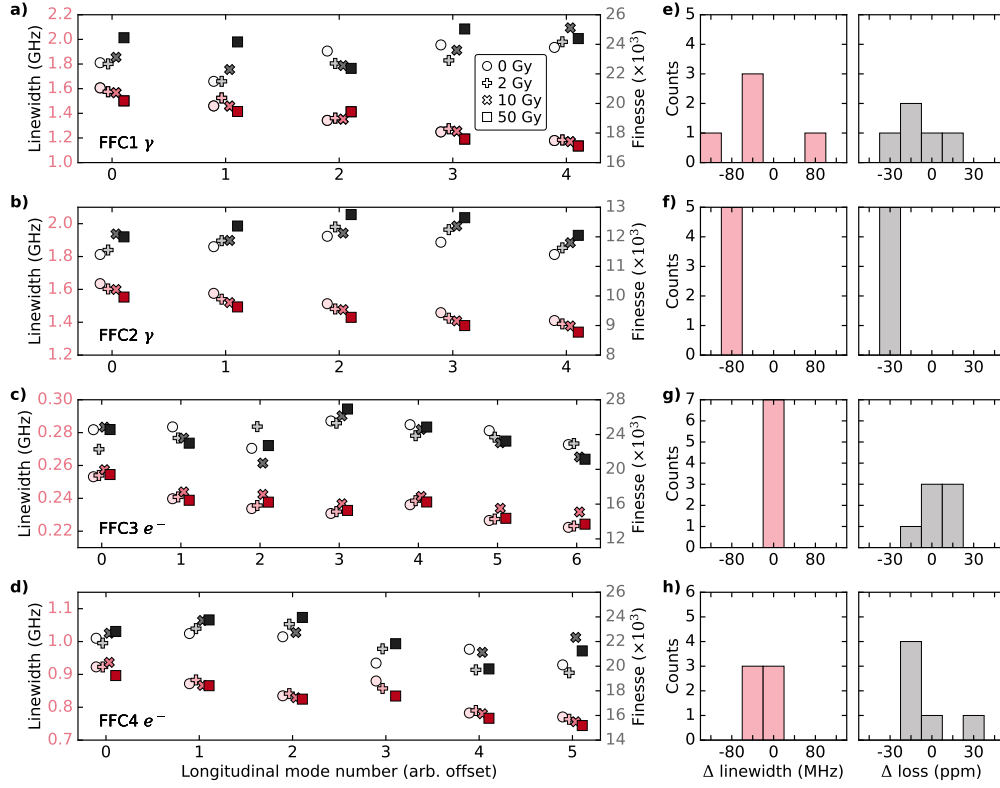 a)
2.2
2.0
1.8
1.6
1.4
1.2
1.0
Linewidth (GHz)
FFC1 γ
0 1 2 3 4
0 Gy
2 Gy
10 Gy
50 Gy
26
24
22
20
18
16
Finesse (×10³)
e)
5
4
3
2
1
0
Counts
-80 0 80
-30 0 30
b)
2.0
1.8
1.6
1.4
1.2
Linewidth (GHz)
FFC2 γ
0 1 2 3 4
13
12
11
10
9
8
Finesse (×10³)
f)
5
4
3
2
1
0
Counts
-80 0 80
-30 0 30
c)
0.30
0.28
0.26
0.24
0.22
Linewidth (GHz)
FFC3 e⁻
0 1 2 3 4 5 6
28
24
20
16
12
Finesse (×10³)
g)
7
6
5
4
3
2
1
0
Counts
-80 0 80
-30 0 30
d)
1.1
1.0
0.9
0.8
0.7
Linewidth (GHz)
FFC4 e⁻
0 1 2 3 4 5
Longitudinal mode number (arb. offset)
26
24
22
20
18
16
14
Finesse (×10³)
h)
6
5
4
3
2
1
0
Counts
-80 0 80
Δ linewidth (MHz)
-30 0 30
Δ loss (ppm)